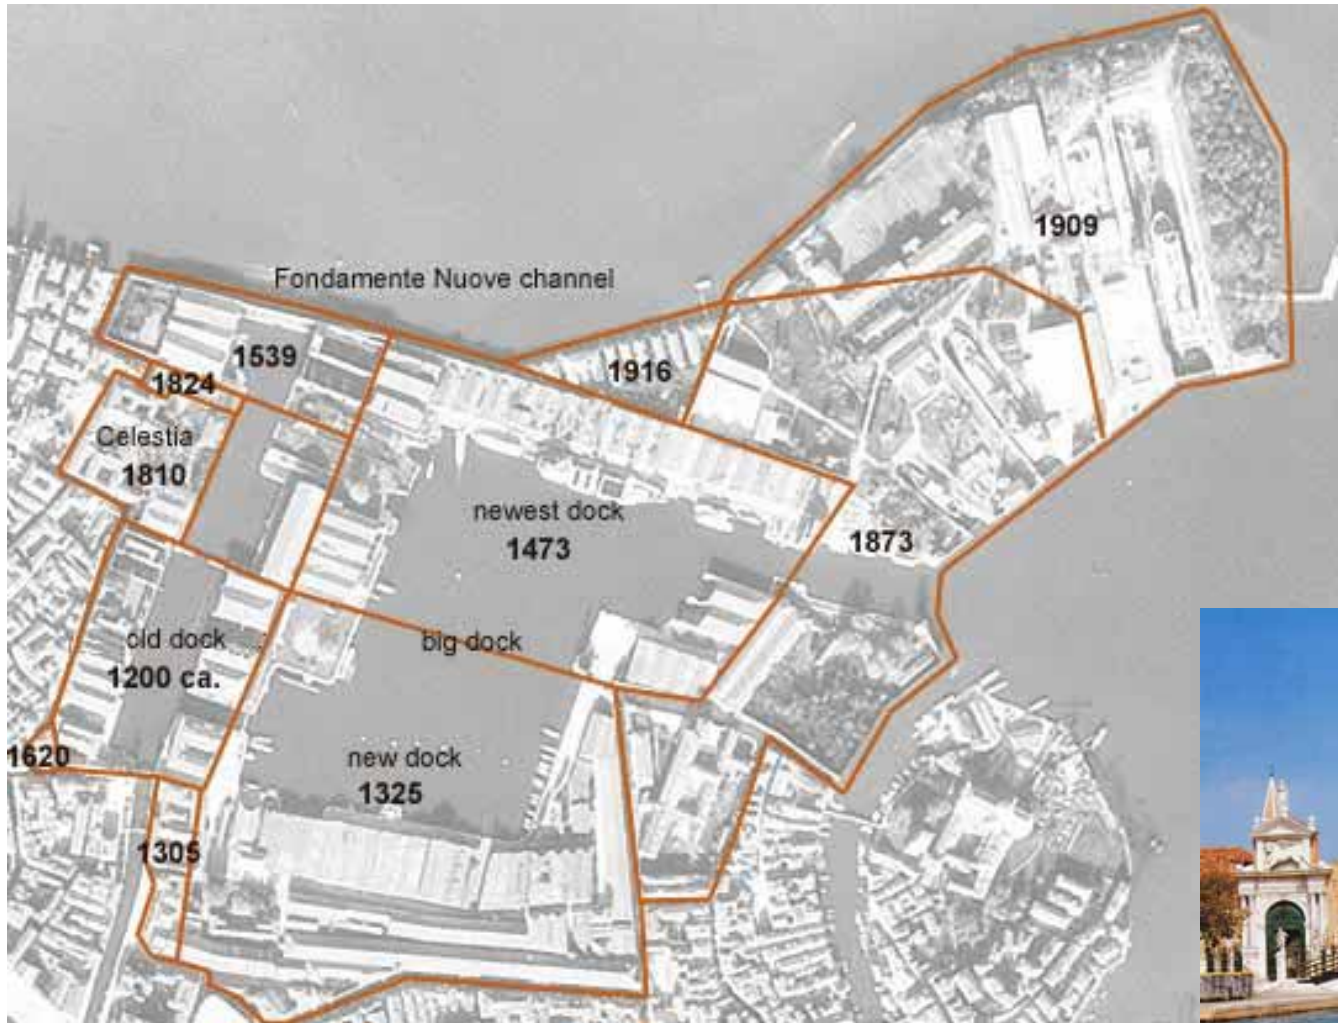 1909
Fondamente Nuove channel
1539
1916
1824
Celestia
1810
newest dock
1473
1873
old dock
big dock
1200 ca.
1620
new dock
1325
1305